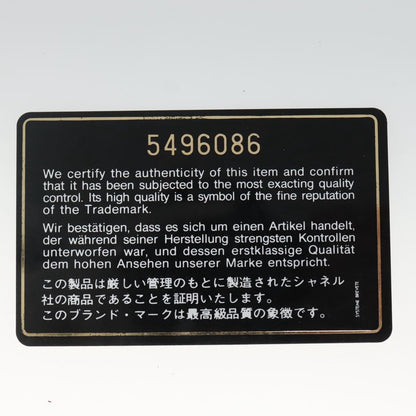 5496086
We certify the authenticity of this item and confirm
that it has been subjected to the most exacting quality
control. Its high quality is a symbol of the fine reputation
of the Trademark.
Wir bestätigen, dass es sich um einen Artikel handelt,
der während seiner Herstellung strengsten Kontrollen
unterworfen war, und dessen erstklassige Qualität
dem hohen Ansehen unserer Marke entspricht.
この製品は厳しい管理のもとに製造されたシャネル
社の商品であることを証明いたします。
このブランド・マークは最高級品質の象徴です。
SYSTEME BREVETE